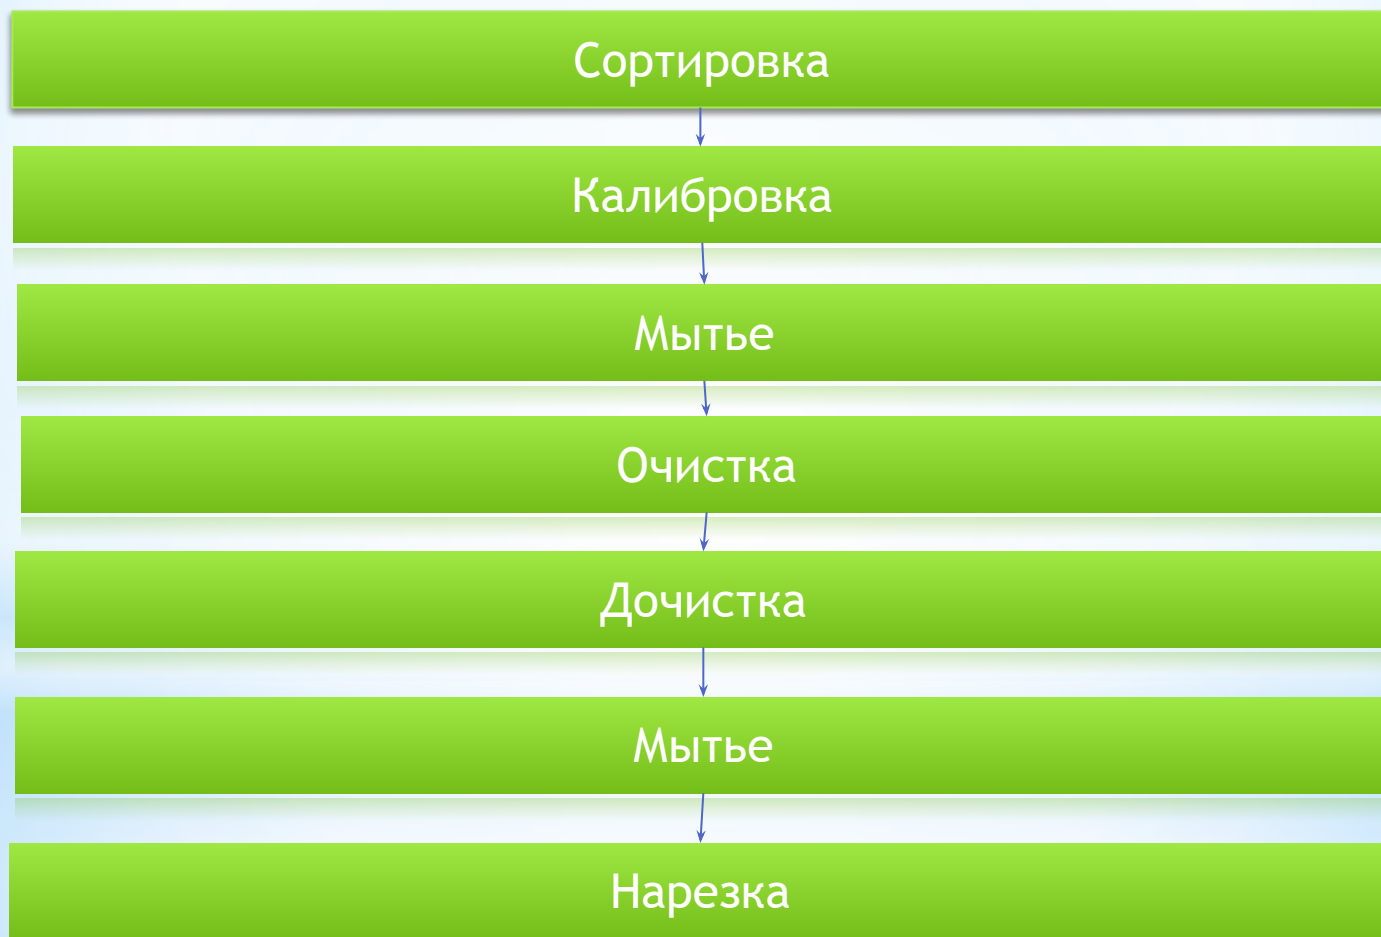 Сортировка
Калибровка
Мытье
Очистка
Дочистка
Мытье
Нарезка